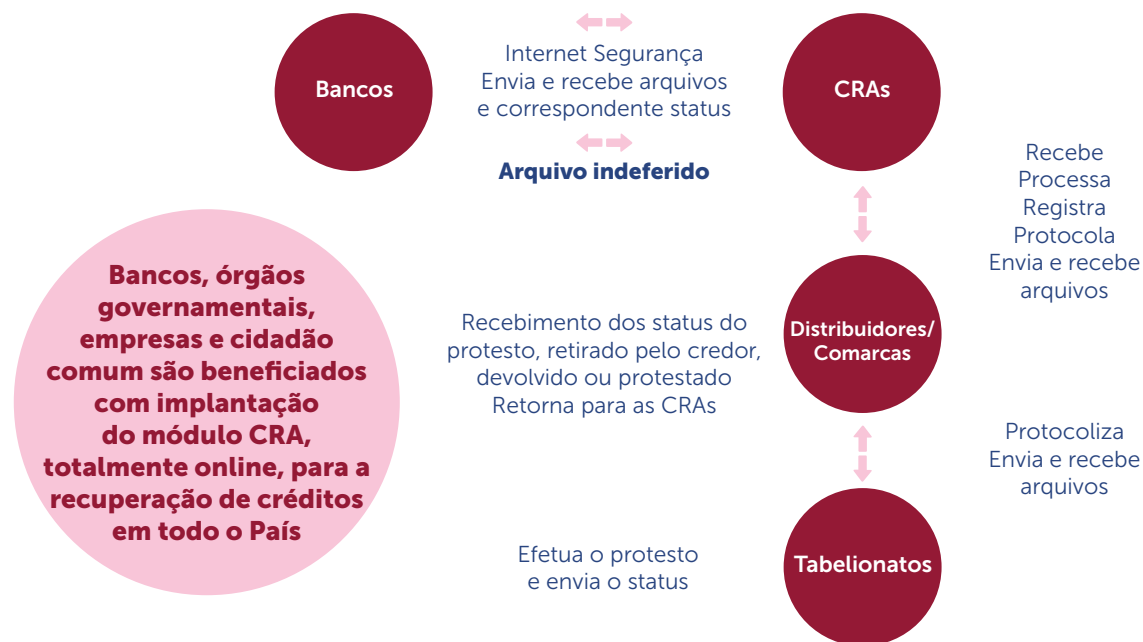 Bancos
Internet Segurança
Envia e recebe arquivos
e correspondente status
CRAs
Arquivo indeferido
Recebe
Processa
Registra
Protocola
Envia e recebe
arquivos
Bancos, órgãos
governamentais,
empresas e cidadão
comum são beneficiados
com implantação
do módulo CRA,
totalmente online, para a
recuperação de créditos
em todo o País
Recebimento dos status do
protesto, retirado pelo credor,
devolvido ou protestado
Retorna para as CRAs
Distribuidores/
Comarcas
Protocoliza
Envia e recebe
arquivos
Efetua o protesto
e envia o status
Tabelionatos